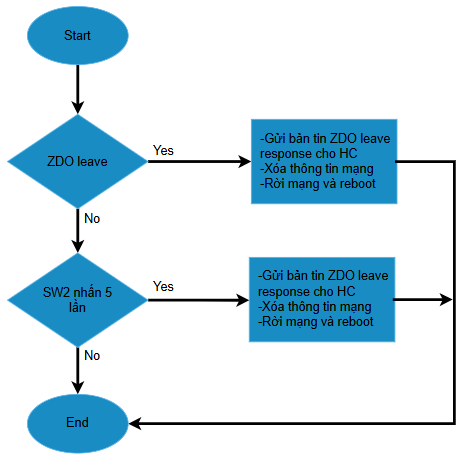 Start
ZDO leave
Yes
-Gửi bản tin ZDO leave
response cho HC
-Xóa thông tin mạng
-Rời mạng và reboot
No
SW2 nhấn 5
lần
Yes
-Gửi bản tin ZDO leave
response cho HC
-Xóa thông tin mạng
-Rời mạng và reboot
No
End